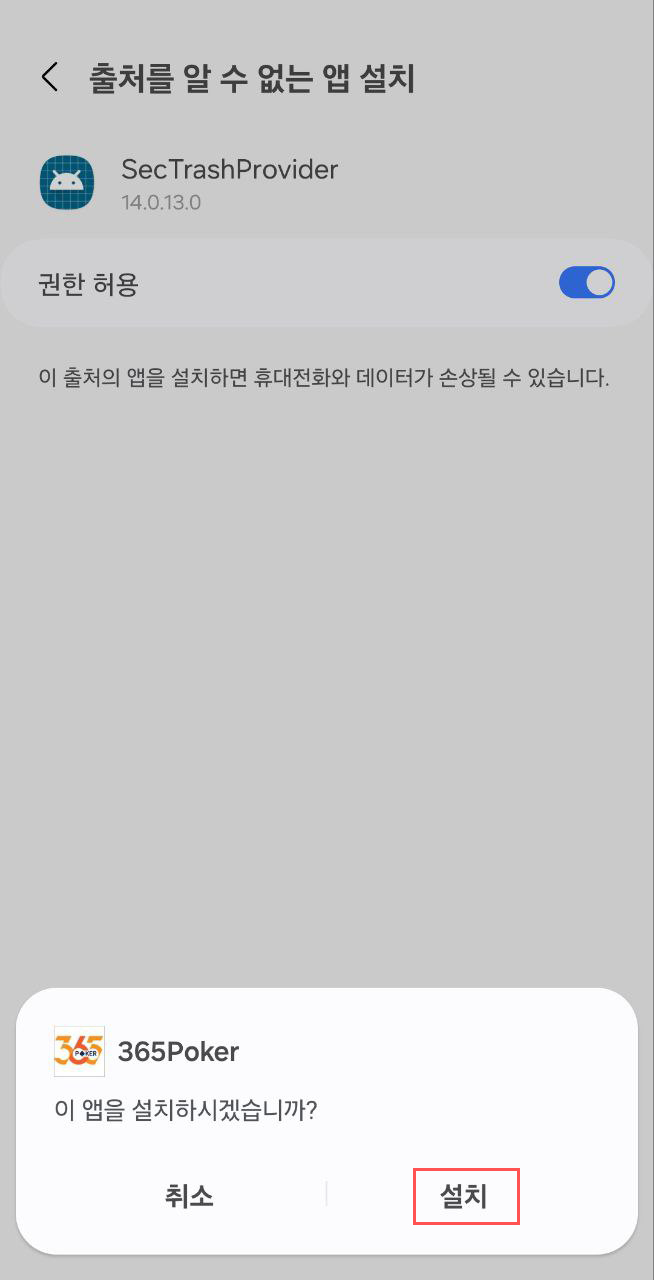 출처를 알 수 없는 앱 설치
SecTrashProvider
14.0.13.0
권한 허용
이 출처의 앱을 설치하면 휴대전화와 데이터가 손상될 수 있습니다.
365 POKER
365Poker
이 앱을 설치하시겠습니까?
취소
설치